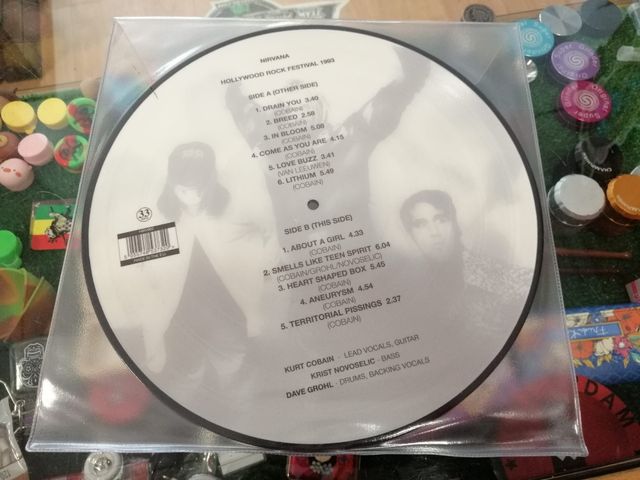 NIRVANA
HOLLYWOOD ROCK FESTIVAL 1993
SIDE A (OTHER SIDE)
1. DRAIN YOU 3.40
(COBAIN)
2. BREED 2.58
(COBAIN)
3. IN BLOOM 5.08
(COBAIN)
4. COME AS YOU ARE 4.15
(COBAIN)
5. LOVE BUZZ 3.41
(VAN LEEUWEN)
6. LITHIUM 5.49
(COBAIN)
33
MADE IN THE E.U.
SIDE B (THIS SIDE)
1. ABOUT A GIRL 4.33
(COBAIN)
2. SMELLS LIKE TEEN SPIRIT 6.04
(COBAIN/GROHL/NOVOSELIC)
3. HEART SHAPED BOX 5.45
(COBAIN)
4. ANEURYSM 4.54
(COBAIN)
5. TERRITORIAL PISSINGS 2.37
(COBAIN)
KURT COBAIN - LEAD VOCALS, GUITAR
KRIST NOVOSELIC - BASS
DAVE GROHL - DRUMS, BACKING VOCALS
DAM